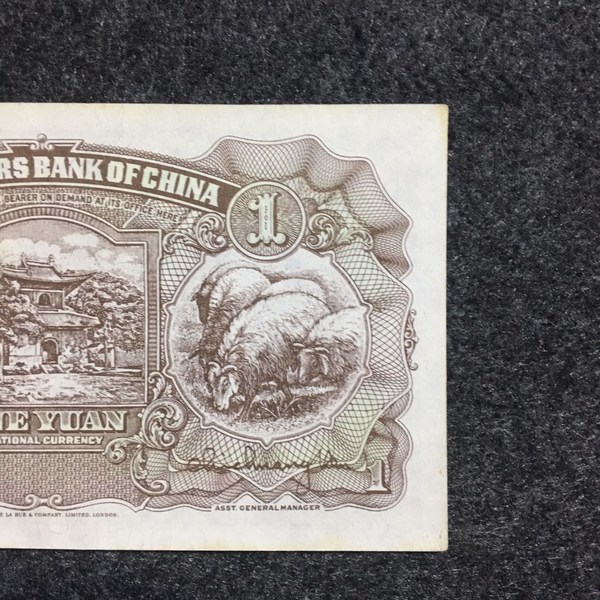 RS BANK OF CHINA
BEARER ON DEMAND AT ITS OFFICE HERE
1
NE YUAN
ATIONAL CURRENCY
1
ASST. GENERAL MANAGER
E LA RUE & COMPANY, LIMITED, LONDON.